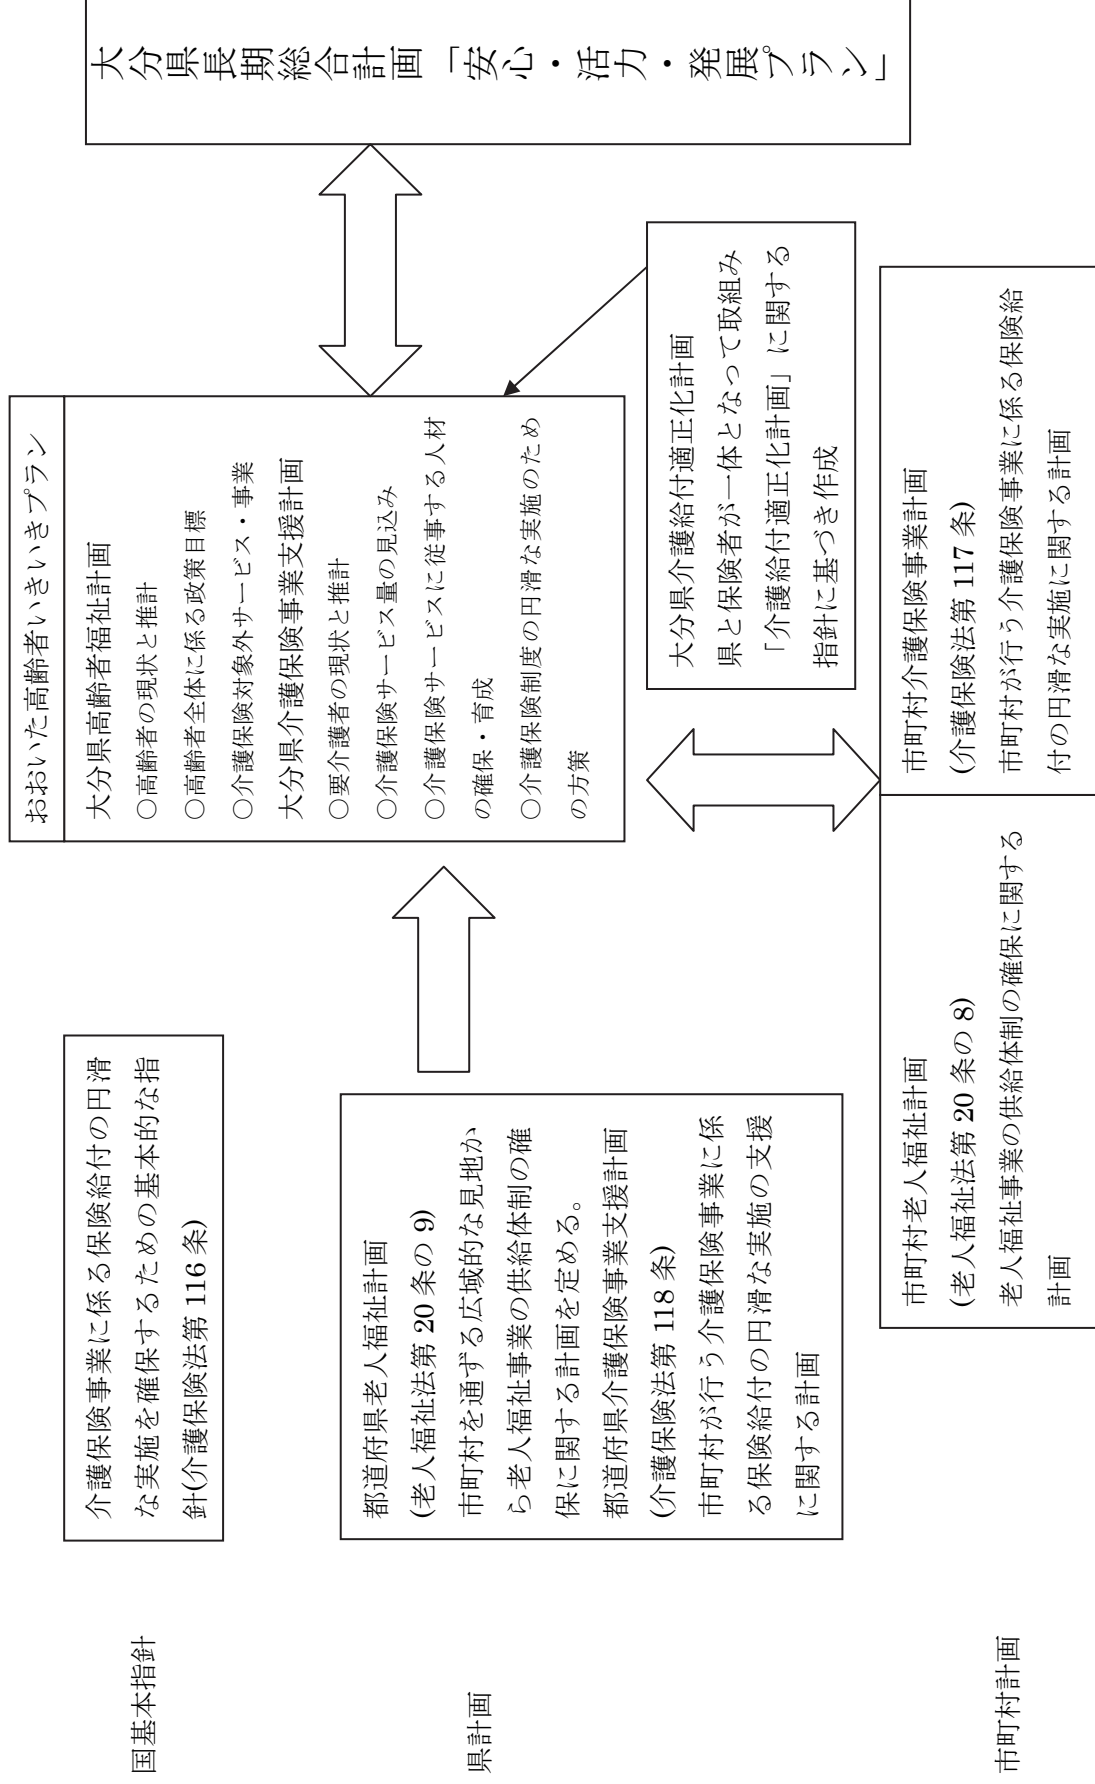 国基本指針
介護保険事業に係る保険給付の円滑
な実施を確保するための基本的な指
針(介護保険法第 116 条)
県計画
都道府県老人福祉計画
(老人福祉法第 20 条の 9)
市町村を通ずる広域的な見地か
ら老人福祉事業の供給体制の確
保に関する計画を定める。
都道府県介護保険事業支援計画
(介護保険法第 118 条)
市町村が行う介護保険事業に係
る保険給付の円滑な実施の支援
に関する計画
おおいた高齢者いきいきプラン
大分県高齢者福祉計画
○高齢者の現状と推計
○高齢者全体に係る政策目標
○介護保険対象外サービス・事業
大分県介護保険事業支援計画
○要介護者の現状と推計
○介護保険サービス量の見込み
○介護保険サービスに従事する人材
の確保・育成
○介護保険制度の円滑な実施のため
の方策
大分県長期総合計画「安心・活力・発展プラン」
大分県介護給付適正化計画
県と保険者が一体となって取組み
「介護給付適正化計画」に関する
指針に基づき作成
市町村計画
市町村老人福祉計画
(老人福祉法第 20 条の 8)
老人福祉事業の供給体制の確保に関する
計画
市町村介護保険事業計画
(介護保険法第 117 条)
市町村が行う介護保険事業に係る保険給
付の円滑な実施に関する計画